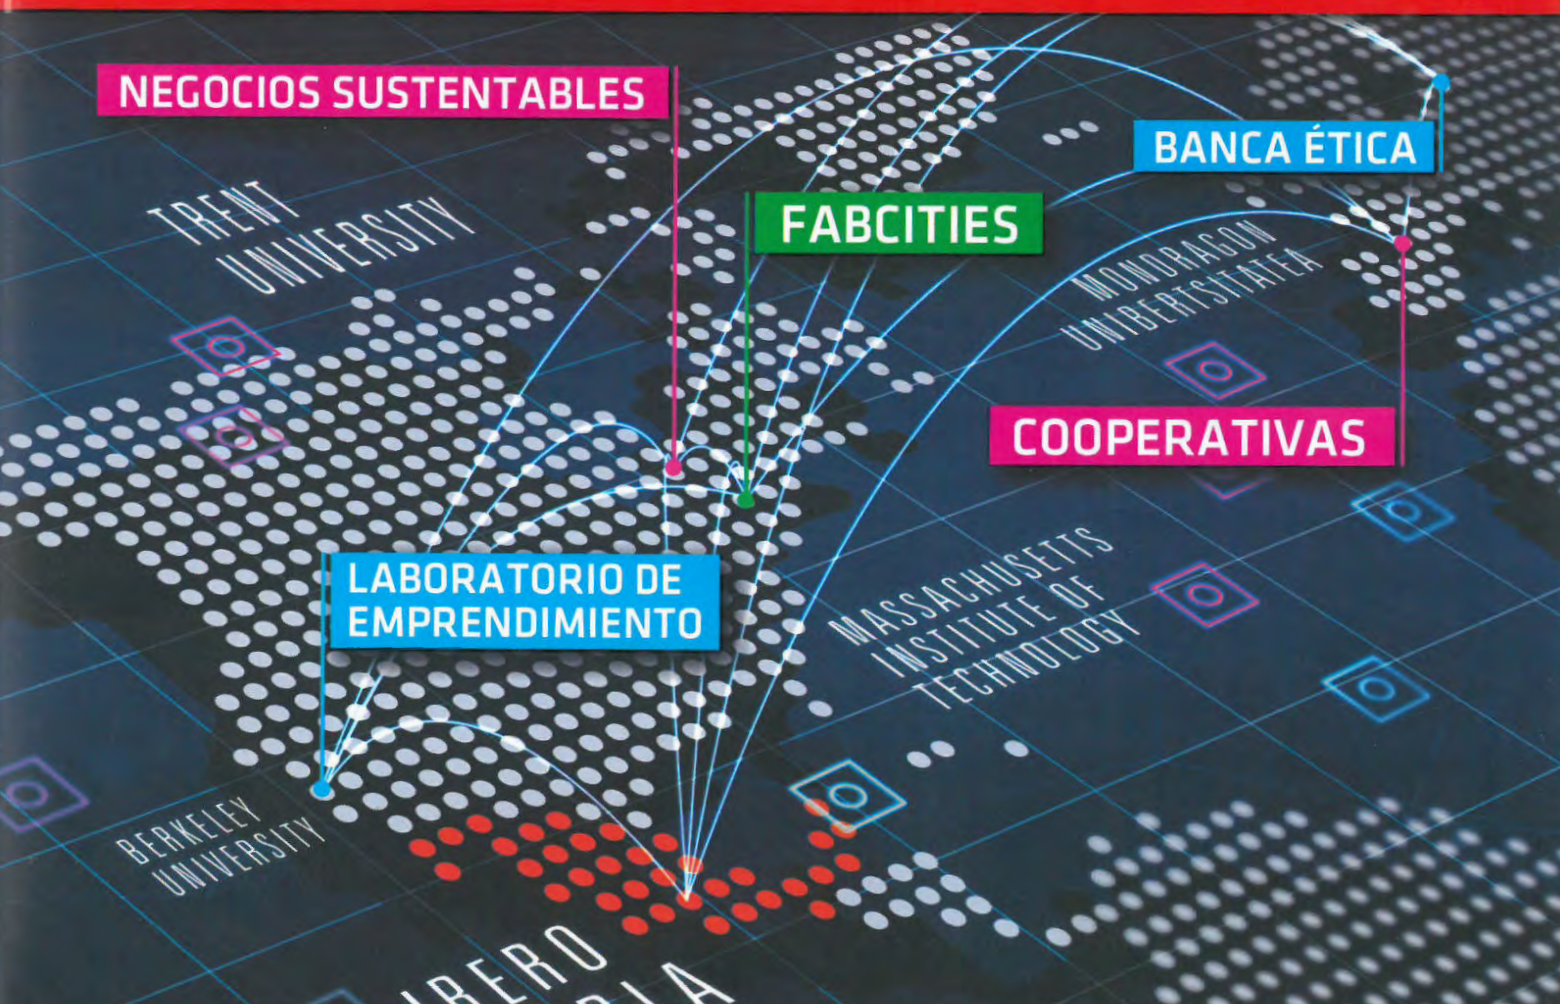 NEGOCIOS SUSTENTABLES
BANCA ÉTICA
TRENT
UNIVERSITY
FABCITIES
MONDRAGON
UNIBERTSITATEA
COOPERATIVAS
LABORATORIO DE
EMPRENDIMIENTO
MASSACHUSETTS
INSTITUTE OF
TECHNOLOGY
BERKELEY
UNIVERSITY
IBERO